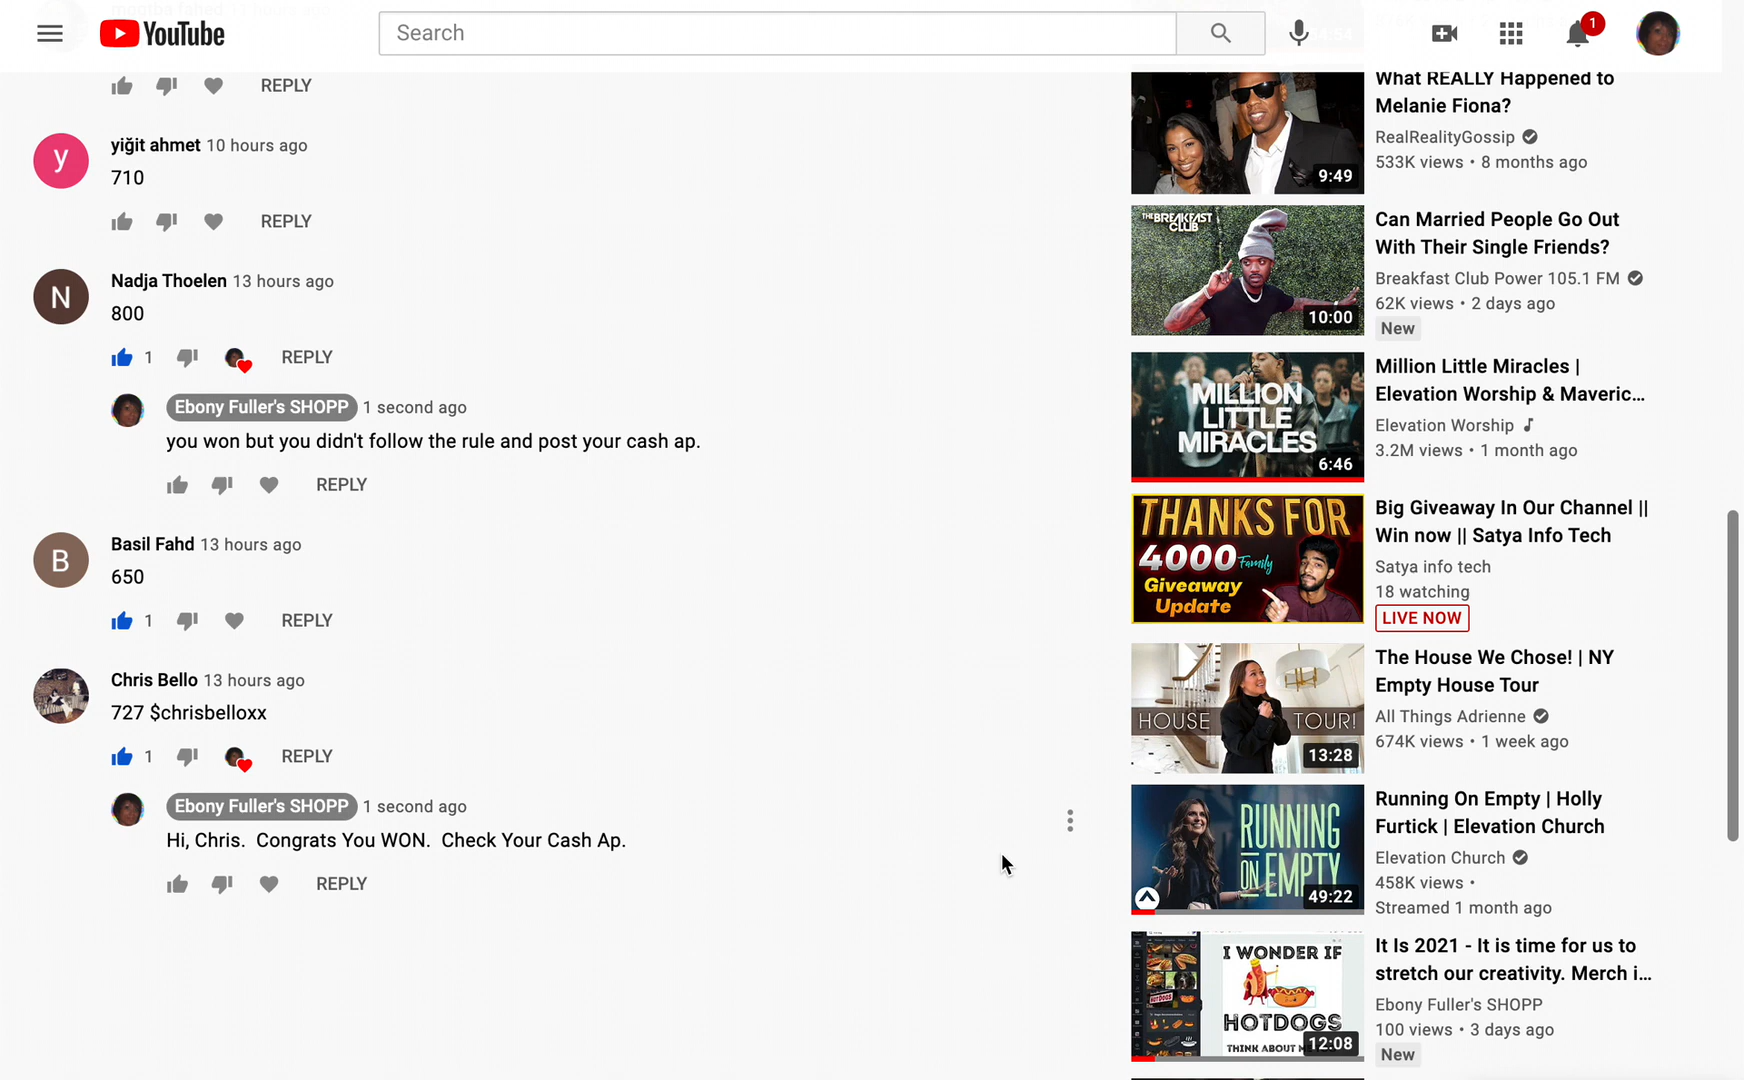 YouTube
Search
1
REPLY
yiğit ahmet 10 hours ago
710
REPLY
N
Nadja Thoelen 13 hours ago
800
1 REPLY
Ebony Fuller's SHOPP 1 second ago
you won but you didn't follow the rule and post your cash ap.
REPLY
B
Basil Fahd 13 hours ago
650
1 REPLY
Chris Bello 13 hours ago
727 $chrisbelloxx
1 REPLY
Ebony Fuller's SHOPP 1 second ago
Hi, Chris.  Congrats You WON.  Check Your Cash Ap.
REPLY
y
What REALLY Happened to
Melanie Fiona?
RealRealityGossip
533K views • 8 months ago
9:49
THE BREAKFAST
CLUB
10:00
Can Married People Go Out
With Their Single Friends?
Breakfast Club Power 105.1 FM
62K views • 2 days ago
New
MILLION
LITTLE
MIRACLES
6:46
Million Little Miracles |
Elevation Worship & Maveric...
Elevation Worship
3.2M views • 1 month ago
THANKS FOR
4000 Family
Giveaway
Update
Big Giveaway In Our Channel ||
Win now || Satya Info Tech
Satya info tech
18 watching
LIVE NOW
HOUSE TOUR!
13:28
The House We Chose! | NY
Empty House Tour
All Things Adrienne
674K views • 1 week ago
RUNNING
ON EMPTY
49:22
Running On Empty | Holly
Furtick | Elevation Church
Elevation Church
458K views •
Streamed 1 month ago
I WONDER IF
HOTDOGS
THINK ABOUT
12:08
It Is 2021 - It is time for us to
stretch our creativity. Merch i...
Ebony Fuller's SHOPP
100 views • 3 days ago
New